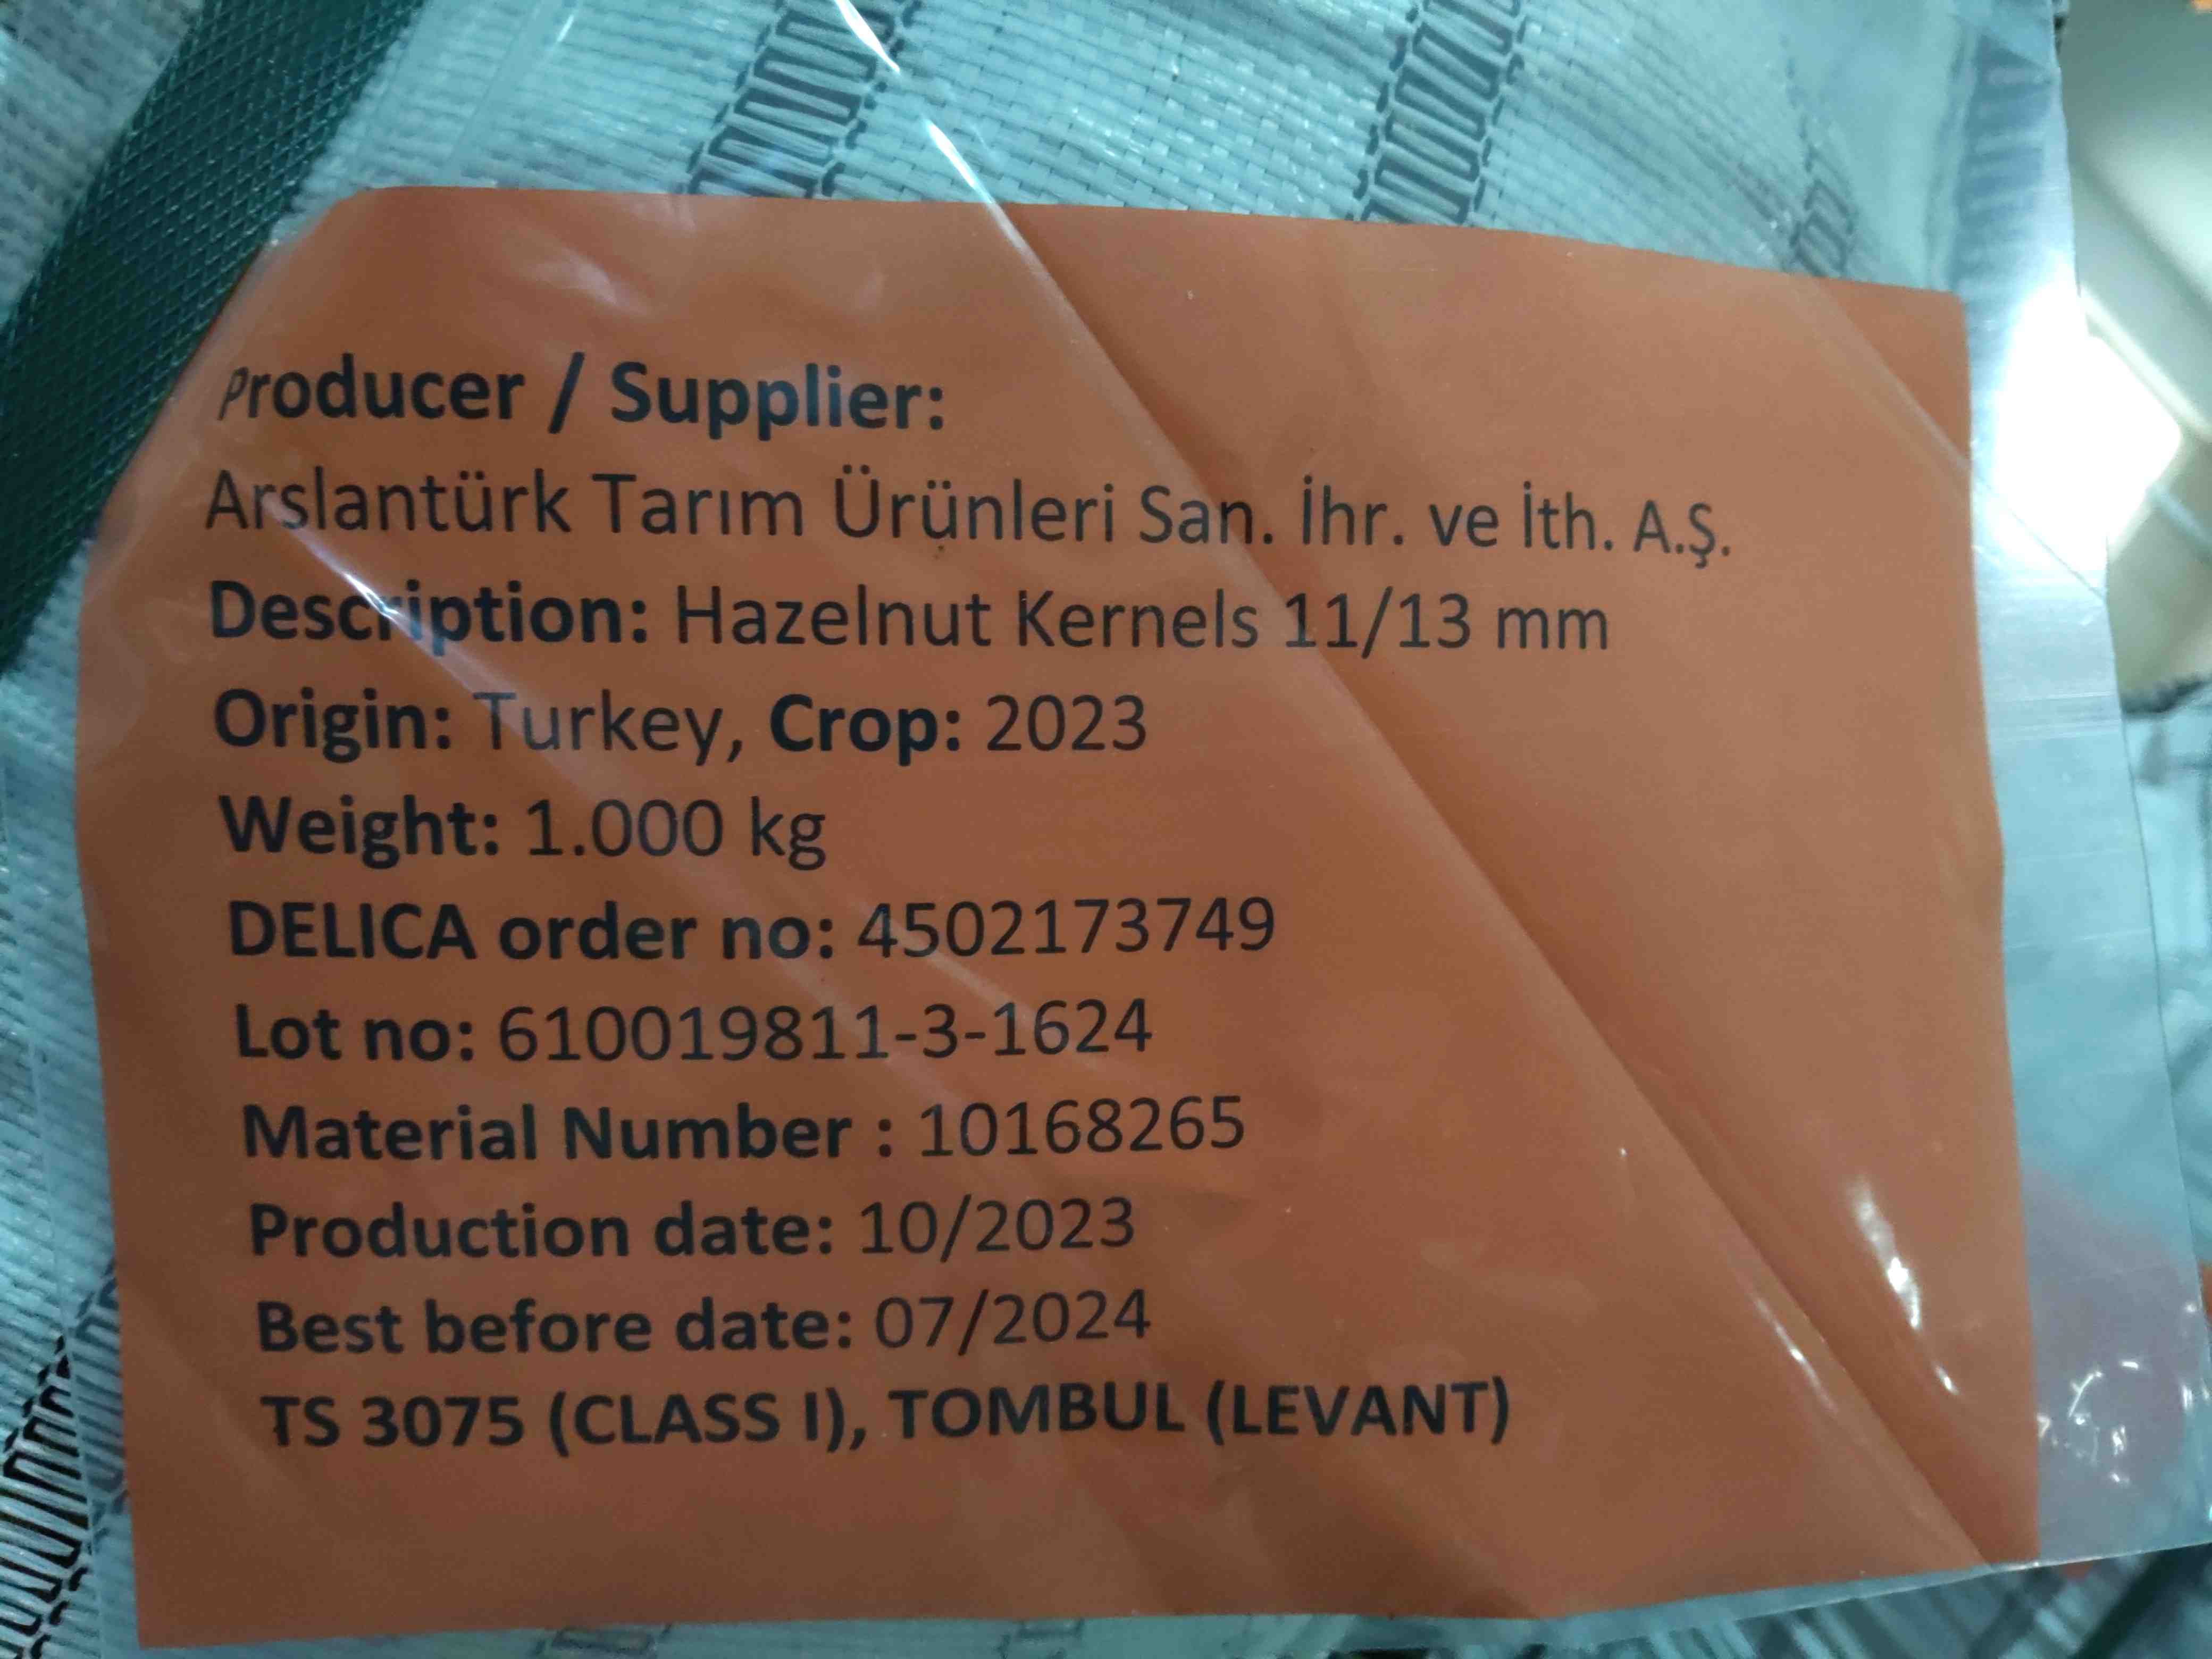 Producer / Supplier:
Arslantürk Tarım Ürünleri San. İhr. ve İth. A.Ş.
Description: Hazelnut Kernels 11/13 mm
Origin: Turkey, Crop: 2023
Weight: 1.000 kg
DELICA order no: 4502173749
Lot no: 610019811-3-1624
Material Number : 10168265
Production date: 10/2023
Best before date: 07/2024
TS 3075 (CLASS I), TOMBUL (LEVANT)